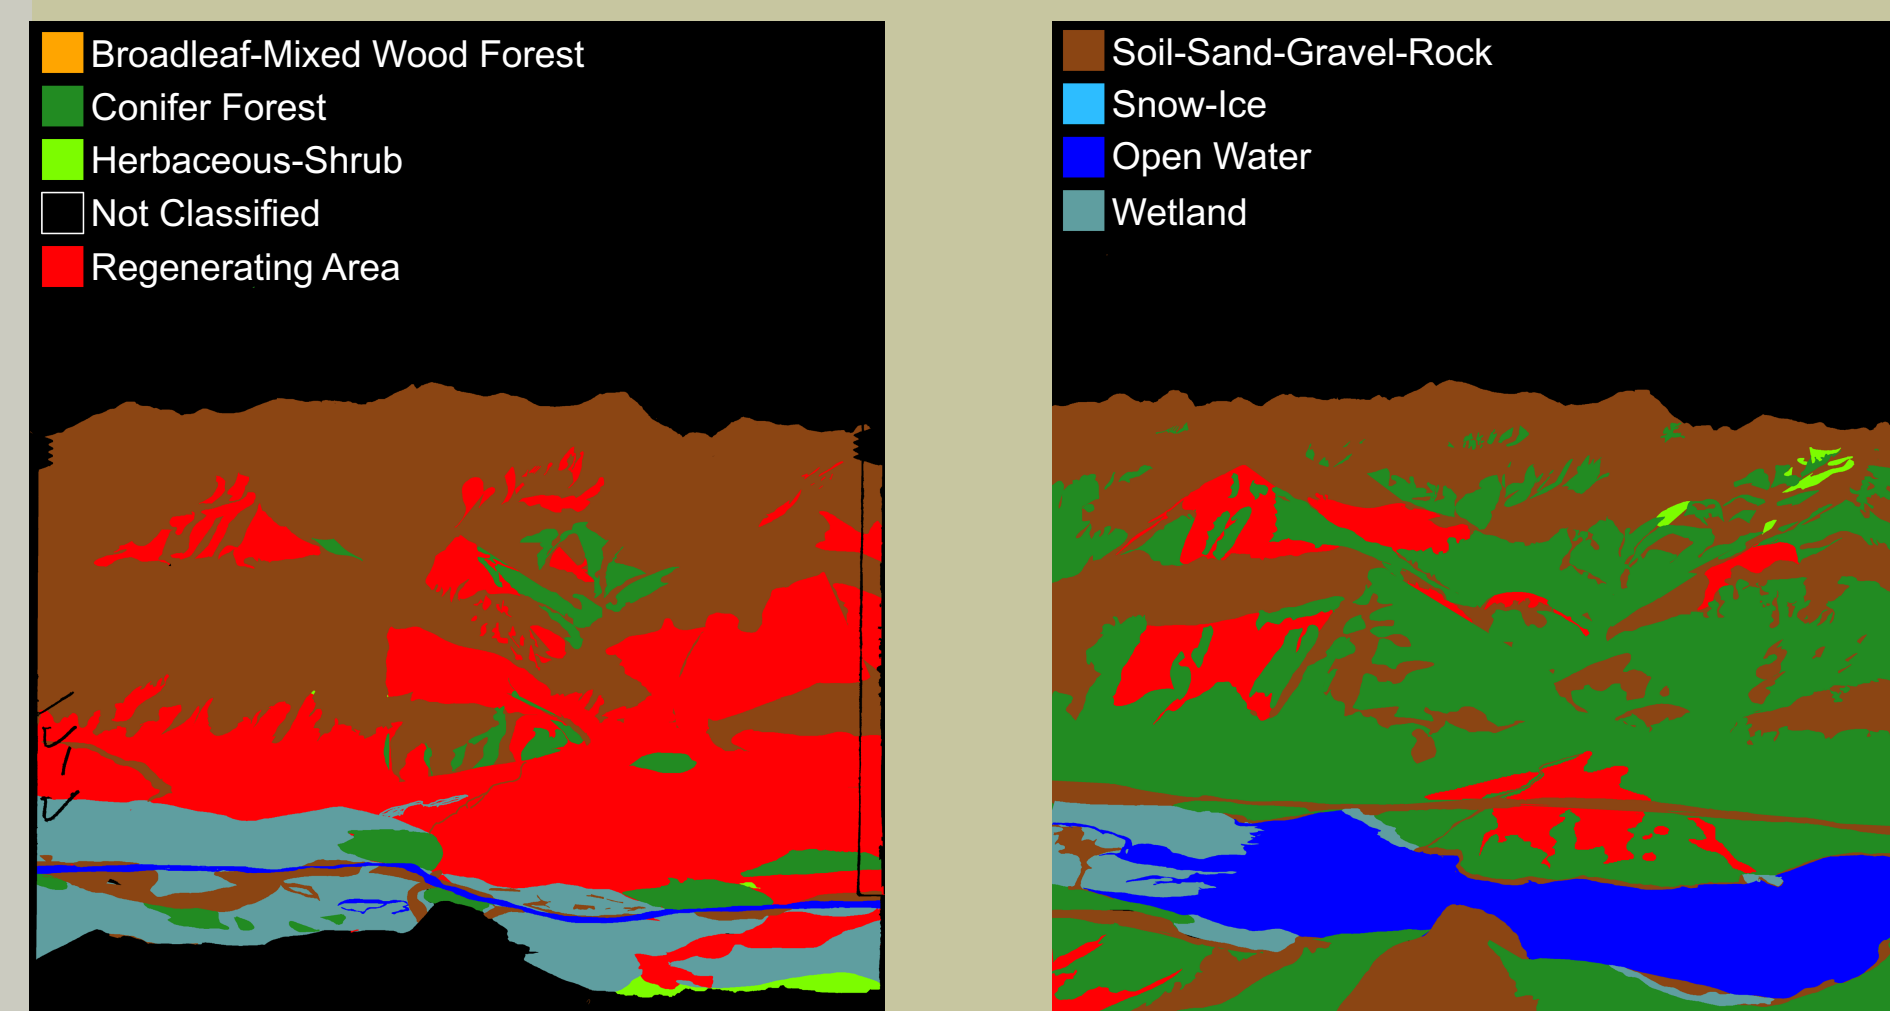 Broadleaf-Mixed Wood Forest
Conifer Forest
Herbaceous-Shrub
Not Classified
Regenerating Area
Soil-Sand-Gravel-Rock
Snow-Ice
Open Water
Wetland